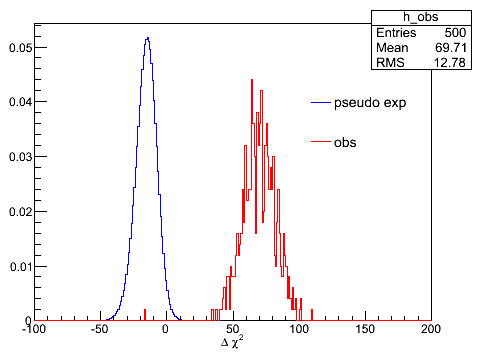 h_obs
Entries 500
Mean 69.71
RMS 12.78
0.05
0.04
0.03
0.02
0.01
0
pseudo exp
obs
-100 -50 0 50 100 150 200
Δ χ²